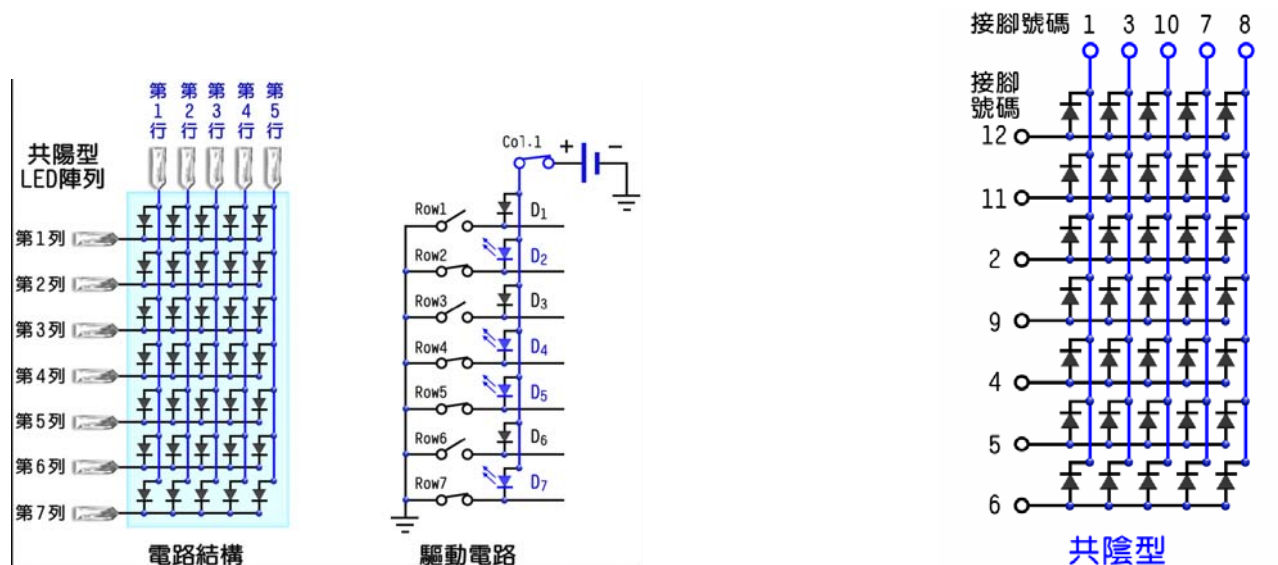 第1行 第2行 第3行 第4行 第5行
共陽型
LED陣列
第1列
第2列
第3列
第4列
第5列
第6列
第7列
電路結構
Col.1 + -
Row1 D1
Row2 D2
Row3 D3
Row4 D4
Row5 D5
Row6 D6
Row7 D7
驅動電路
接腳號碼 1 3 10 7 8
接腳
號碼
12
11
2
9
4
5
6
共陰型